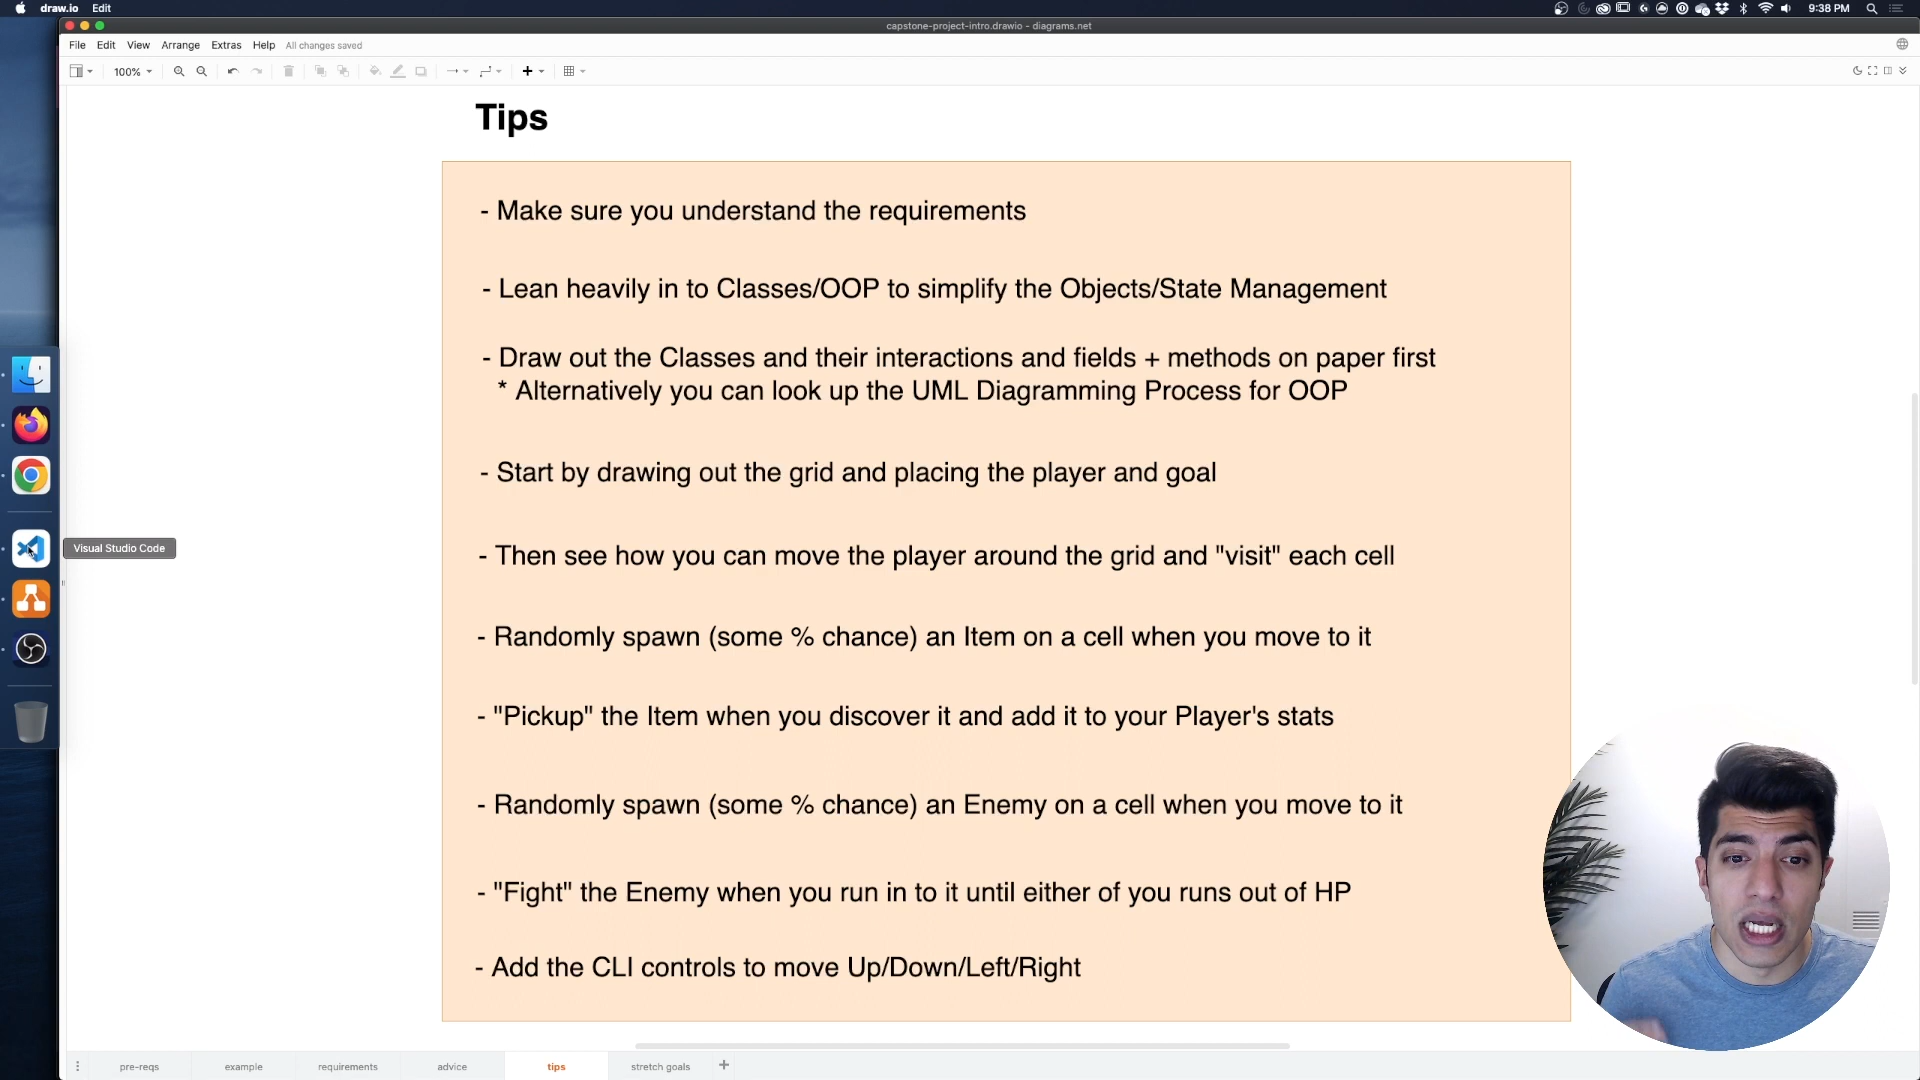 draw.io Edit
9:38 PM
capstone-project-intro.drawio - diagrams.net
File Edit View Arrange Extras Help All changes saved
100%
Tips
- Make sure you understand the requirements
- Lean heavily in to Classes/OOP to simplify the Objects/State Management
- Draw out the Classes and their interactions and fields + methods on paper first
* Alternatively you can look up the UML Diagramming Process for OOP
- Start by drawing out the grid and placing the player and goal
Visual Studio Code
- Then see how you can move the player around the grid and "visit" each cell
- Randomly spawn (some % chance) an Item on a cell when you move to it
- "Pickup" the Item when you discover it and add it to your Player's stats
- Randomly spawn (some % chance) an Enemy on a cell when you move to it
- "Fight" the Enemy when you run in to it until either of you runs out of HP
- Add the CLI controls to move Up/Down/Left/Right
pre-reqs example requirements advice tips stretch goals